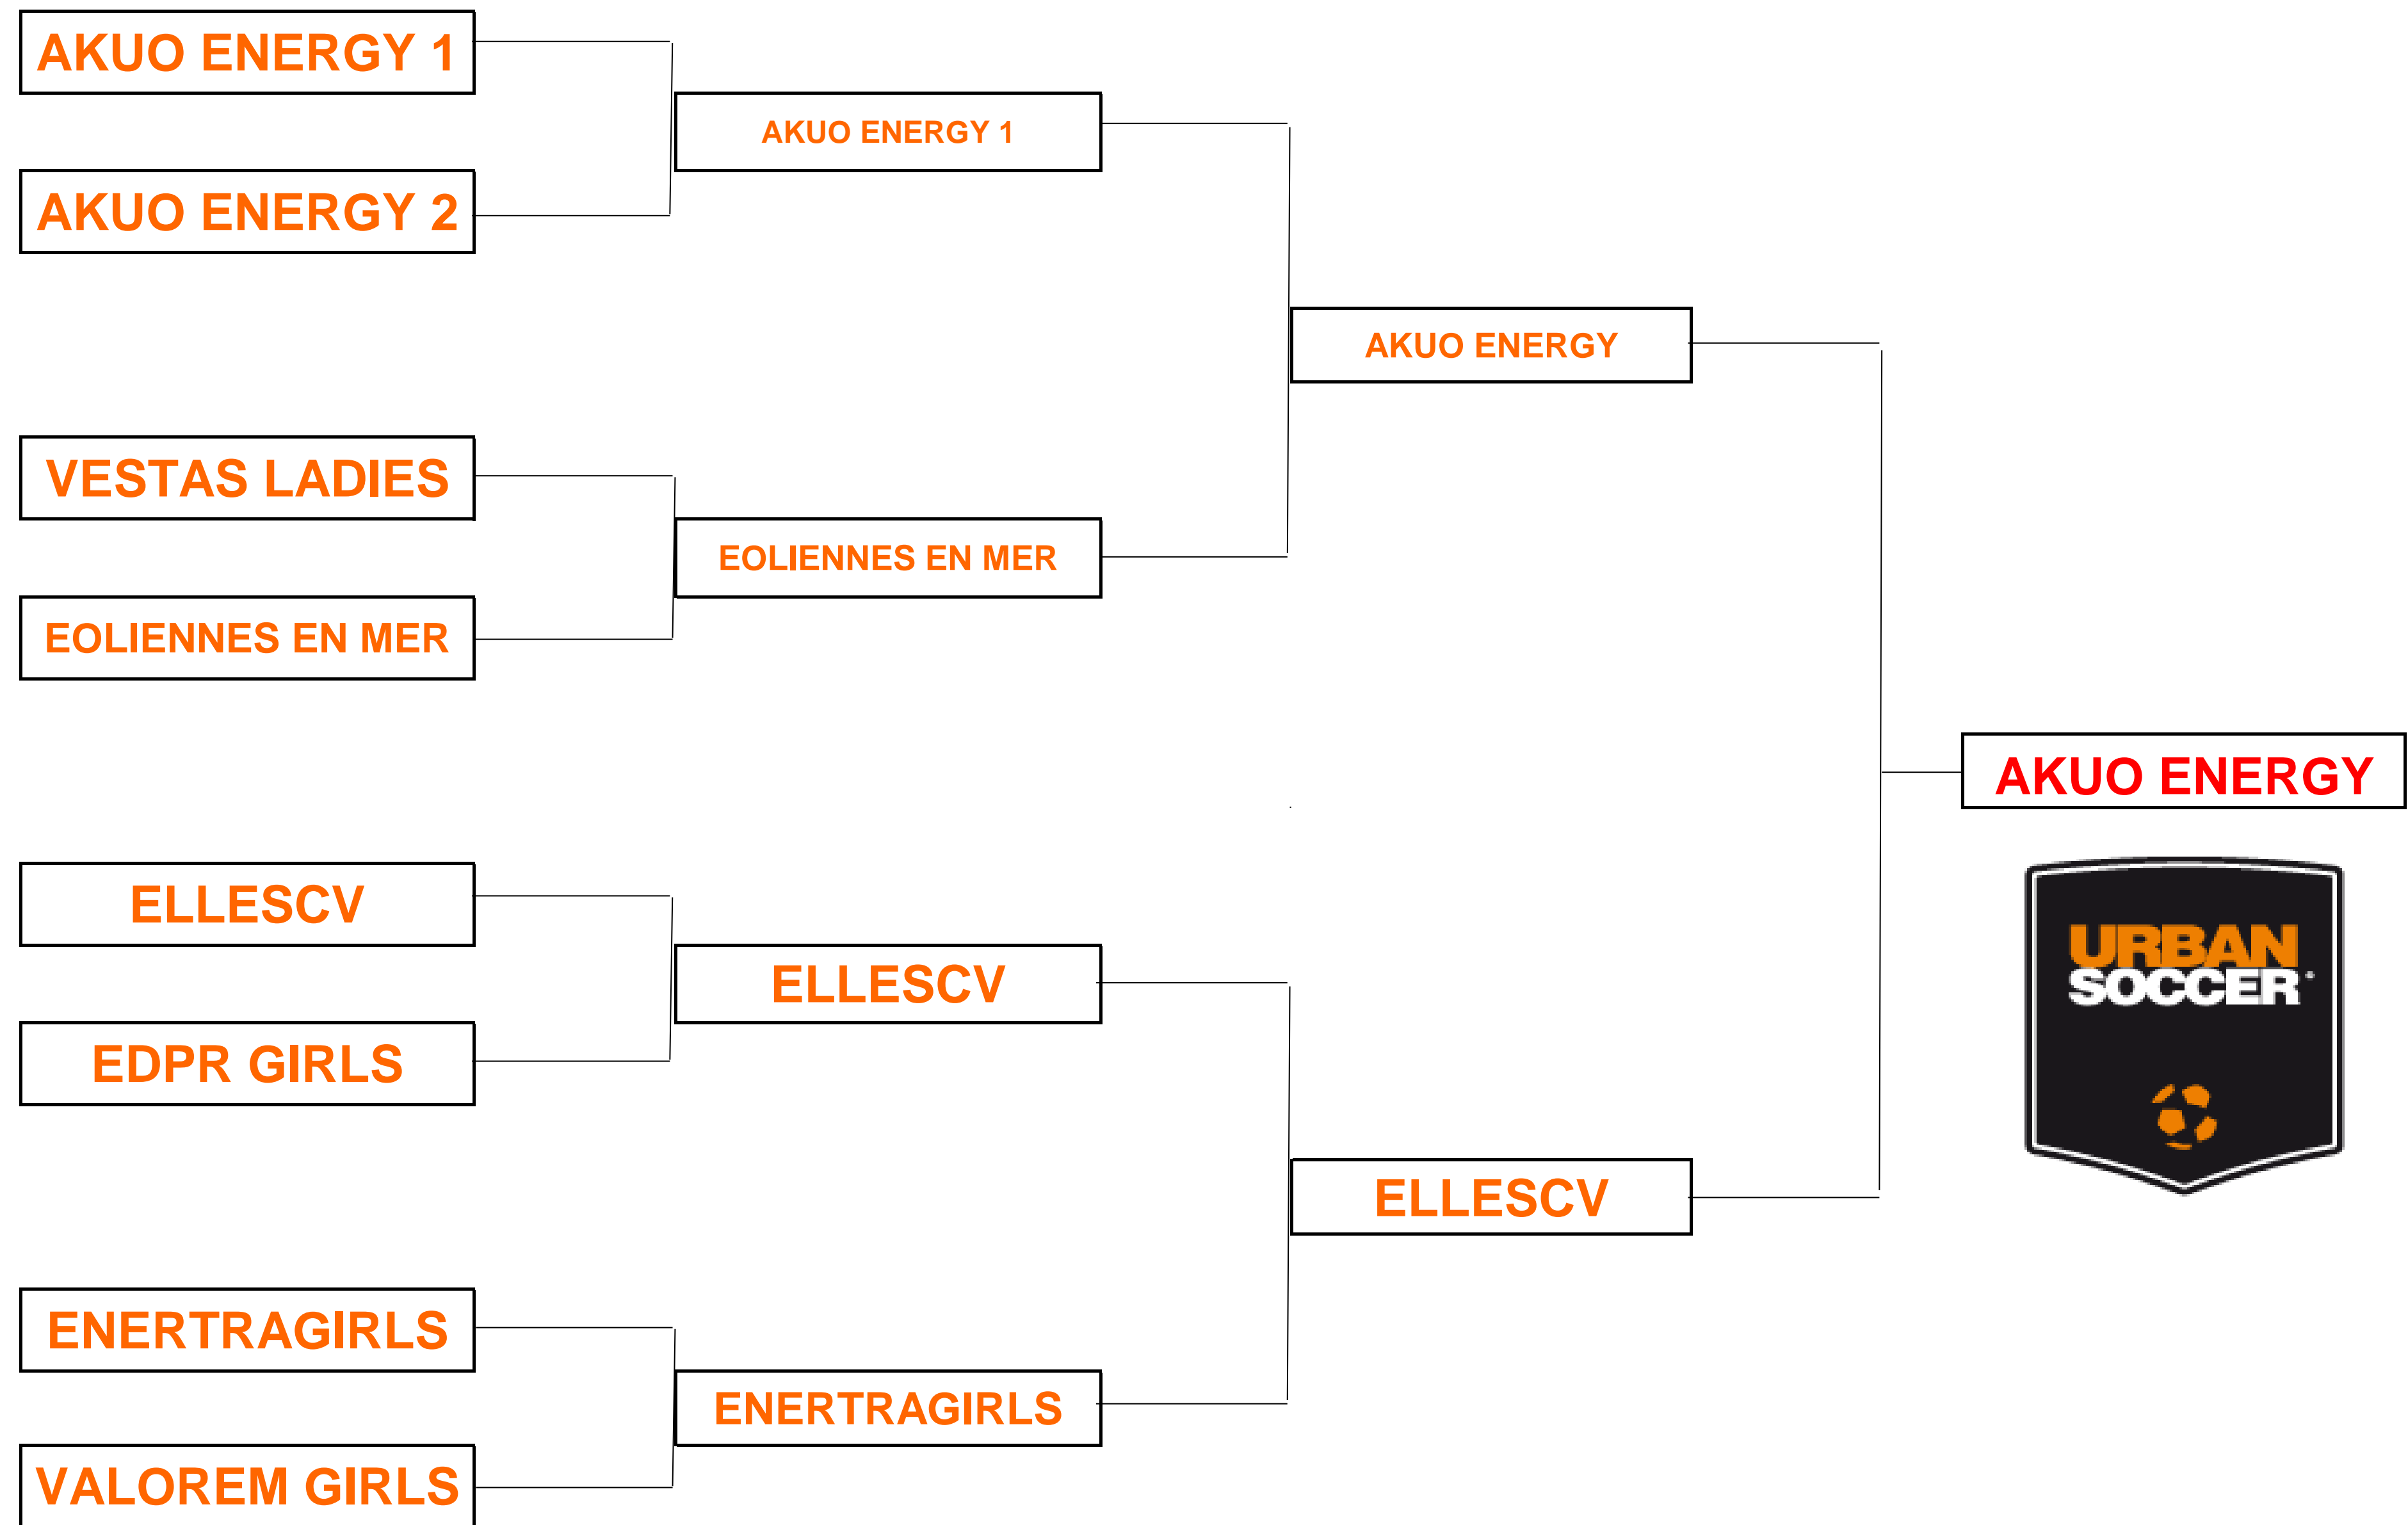 AKUO ENERGY 1
AKUO ENERGY 1
AKUO ENERGY 2
AKUO ENERGY
VESTAS LADIES
EOLIENNES EN MER
EOLIENNES EN MER
AKUO ENERGY
ELLESCV
ELLESCV
EDPR GIRLS
URBAN
SOCCER
ELLESCV
ENERTRAGIRLS
ENERTRAGIRLS
VALOREM GIRLS